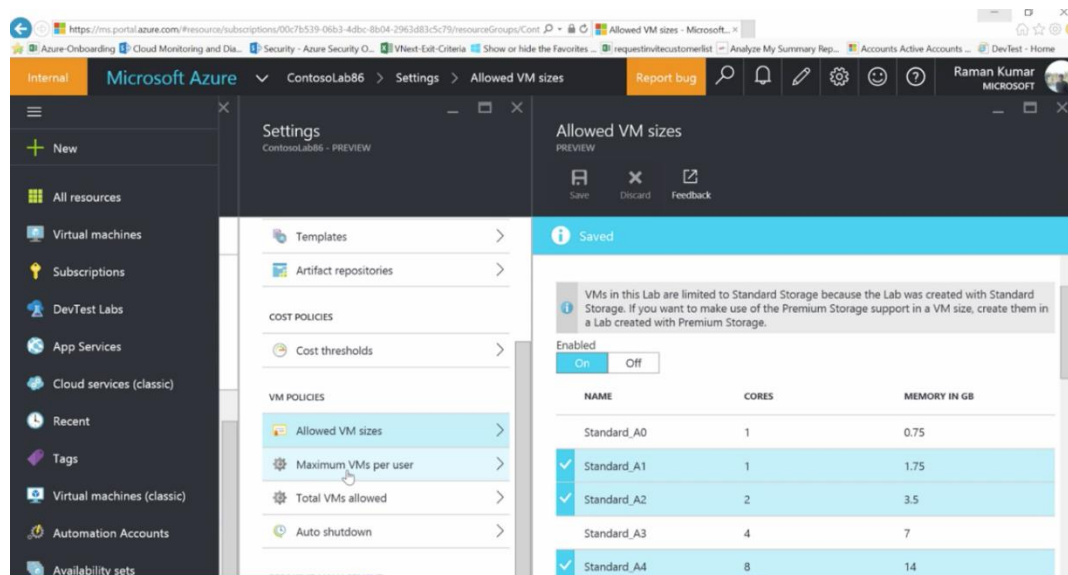 https://ms.portal.azure.com/#resource/subscriptions/00c7b539-06b3-4dbc-8b04-2963d83c5c79/resourceGroups/Cont
Allowed VM sizes - Microsoft...
Azure-Onboarding
Cloud Monitoring and Dia...
Security - Azure Security O...
VNext-Exit-Criteria
Show or hide the Favorites ...
requestinvitecustomerlist
Analyze My Summary Rep...
Accounts Active Accounts ...
DevTest - Home
Internal
Microsoft Azure
ContosoLab86 > Settings > Allowed VM sizes
Report bug
Raman Kumar
MICROSOFT
New
All resources
Virtual machines
Subscriptions
DevTest Labs
App Services
Cloud services (classic)
Recent
Tags
Virtual machines (classic)
Automation Accounts
Availability sets
Settings
ContosoLab86 - PREVIEW
Templates
Artifact repositories
COST POLICIES
Cost thresholds
VM POLICIES
Allowed VM sizes
Maximum VMs per user
Total VMs allowed
Auto shutdown
Allowed VM sizes
PREVIEW
Save Discard Feedback
Saved
VMs in this Lab are limited to Standard Storage because the Lab was created with Standard
Storage. If you want to make use of the Premium Storage support in a VM size, create them in
a Lab created with Premium Storage.
Enabled
On Off
NAME CORES MEMORY IN GB
Standard_A0 1 0.75
Standard_A1 1 1.75
Standard_A2 2 3.5
Standard_A3 4 7
Standard_A4 8 14